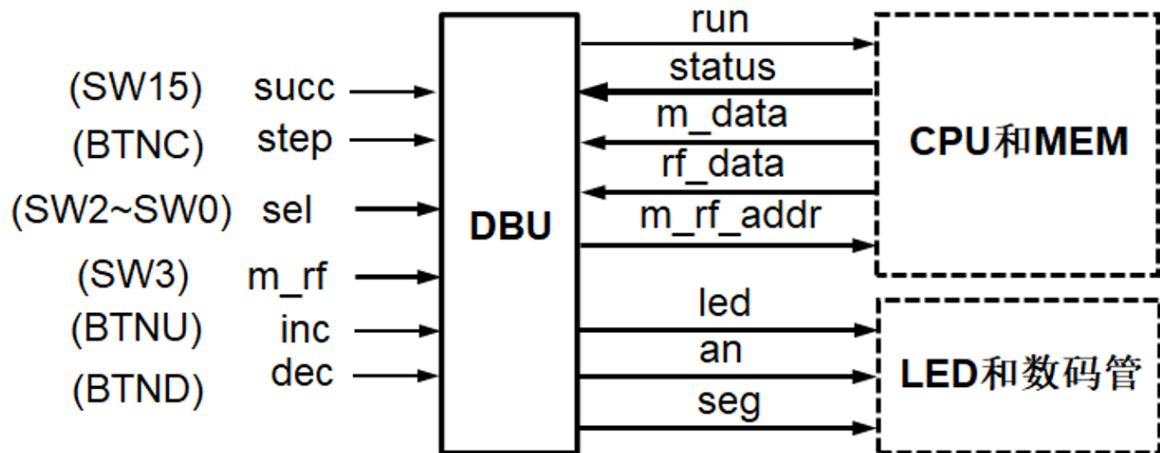 (SW15) succ
(BTNC) step
(SW2~SW0) sel
(SW3) m_rf
(BTNU) inc
(BTND) dec
DBU
run
status
m_data
rf_data
m_rf_addr
led
an
seg
CPU和MEM
LED和数码管